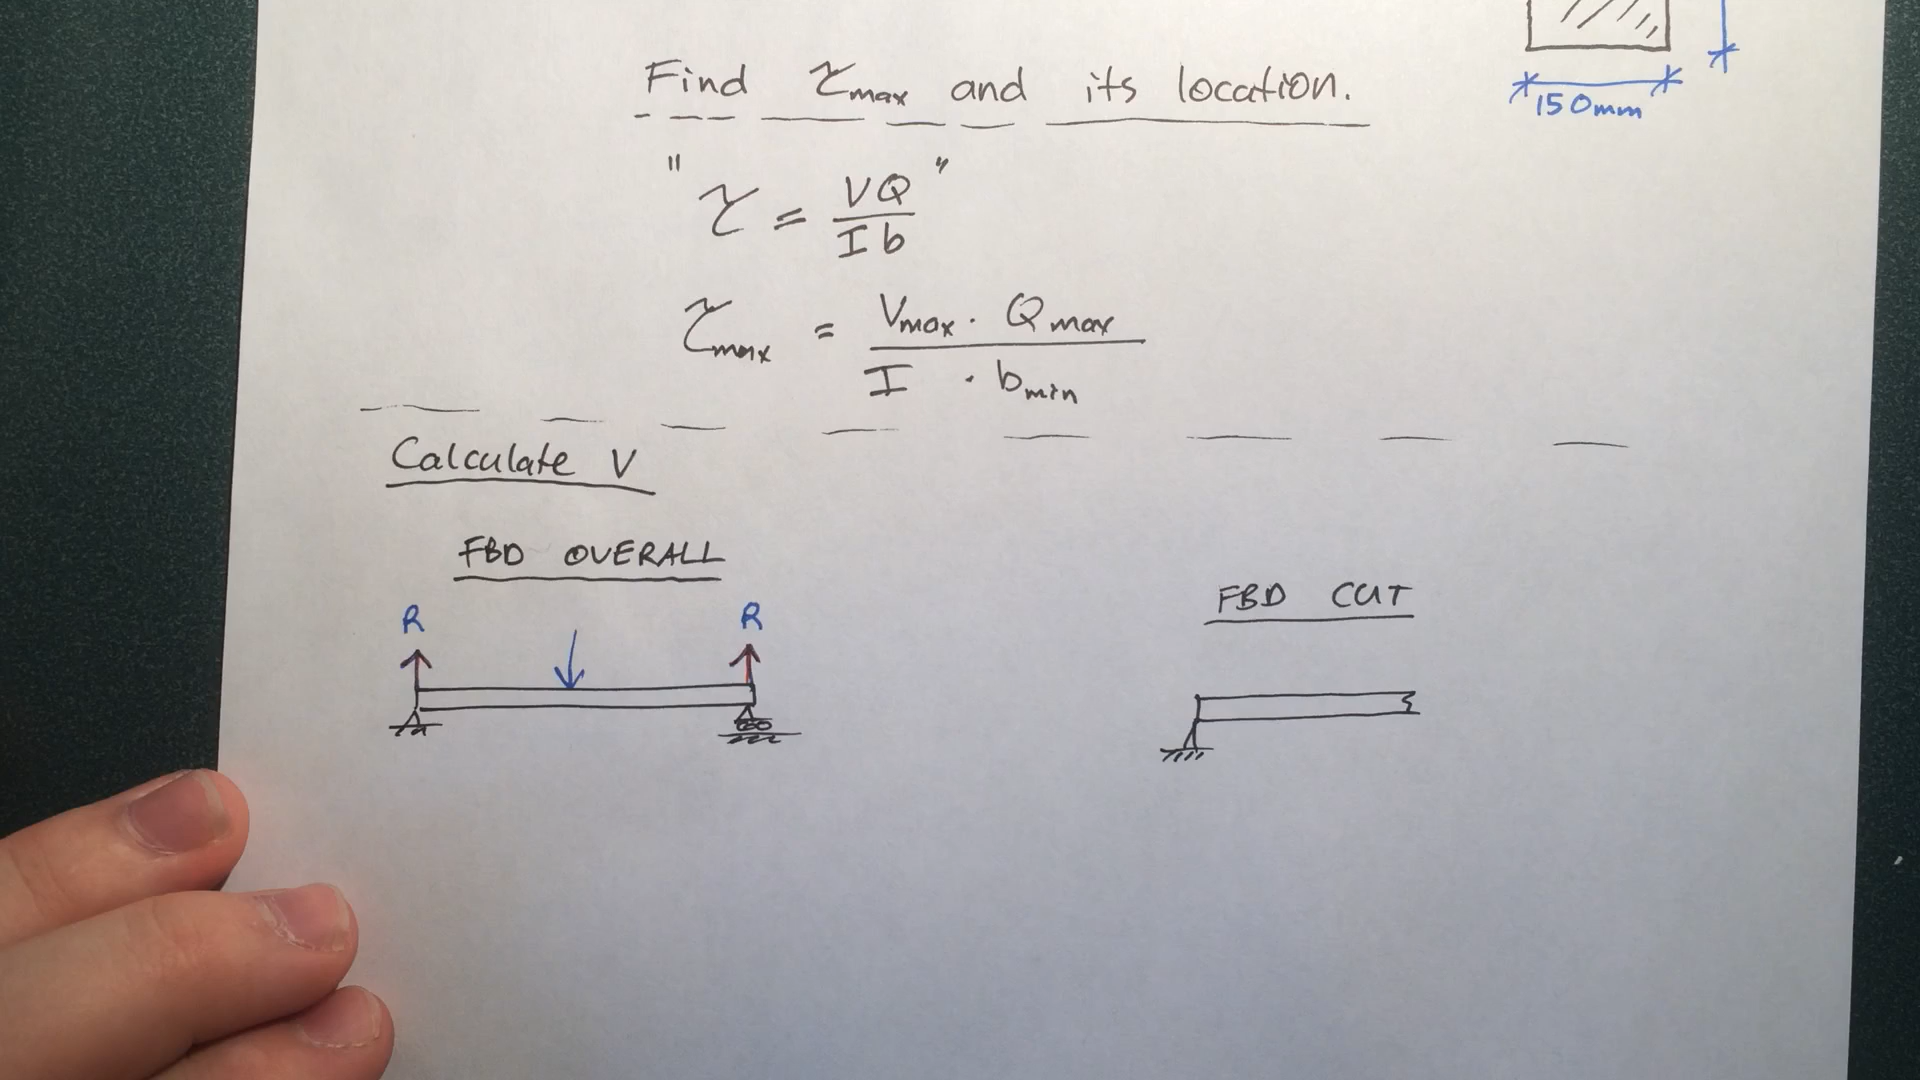 Find τmax and its location.
150mm
"τ = VQ / Ib"
τmax = Vmax · Qmax / I · bmin
Calculate V
FBD OVERALL
FBD CUT
R R